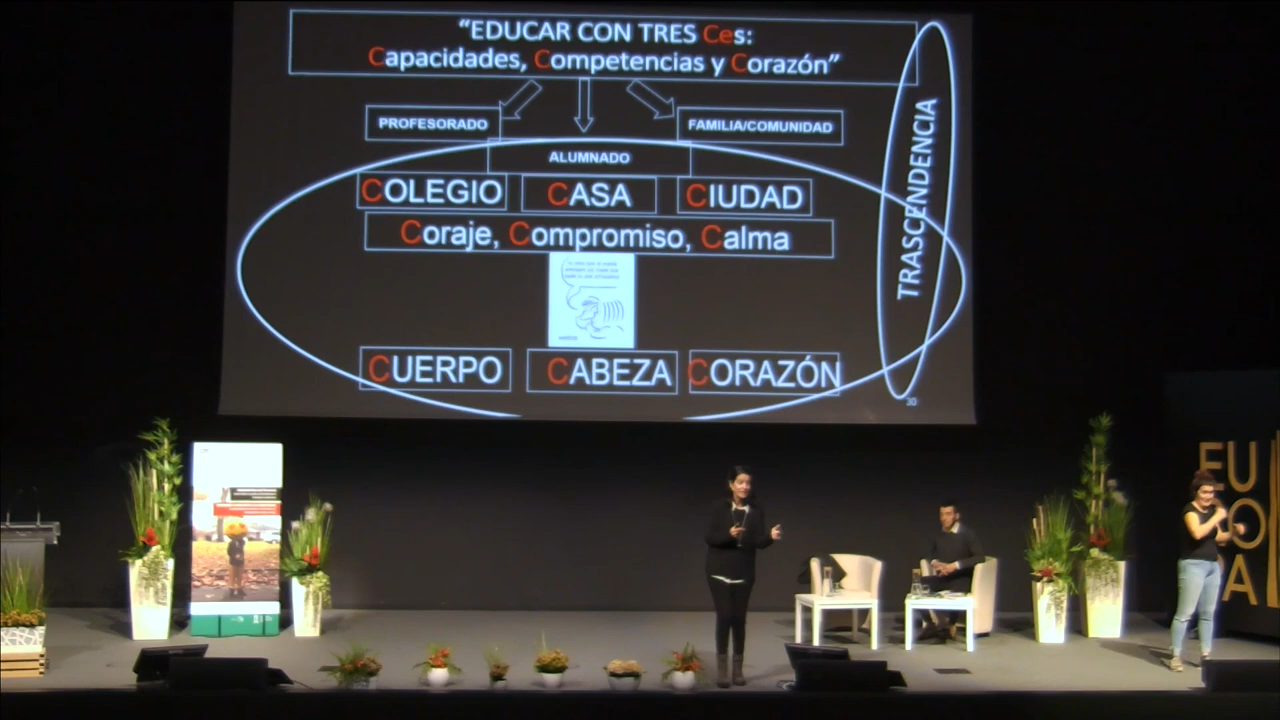 “EDUCAR CON TRES Ces:
Capacidades, Competencias y Corazón”
PROFESORADO
FAMILIA/COMUNIDAD
ALUMNADO
COLEGIO
CASA
CIUDAD
Coraje, Compromiso, Calma
CUERPO
CABEZA
CORAZÓN
TRASCENDENCIA
30
EU